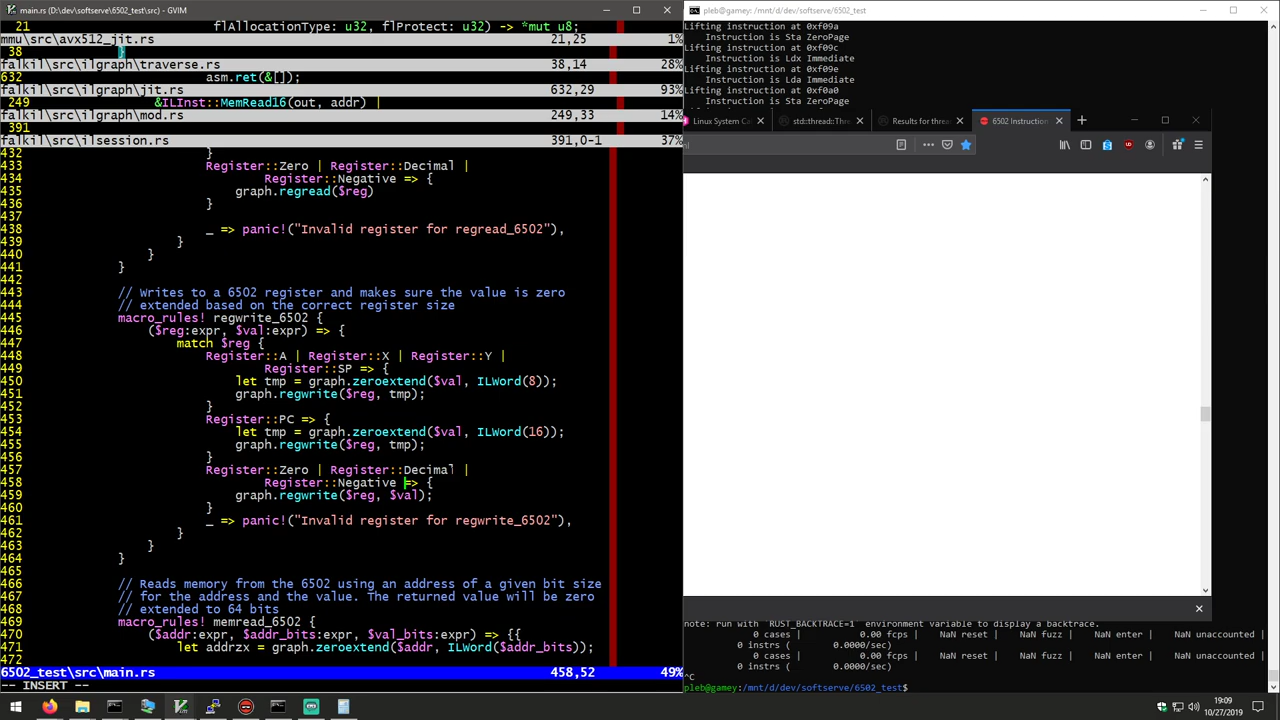 main.rs (D:\dev\softserve\6502_test\src) - GVIM
21 flAllocationType: u32, flProtect: u32) -> *mut u8;
mmu\src\avx512_jit.rs 21,25 1%
38 }
falkil\src\ilgraph\traverse.rs 38,14 28%
632 asm.ret(&[]);
falkil\src\ilgraph\jit.rs 632,29 93%
249 &ILInst::MemRead16(out, addr) |
falkil\src\ilgraph\mod.rs 249,33 14%
391
falkil\src\ilsession.rs 391,0-1 37%
432 }
433 Register::Zero | Register::Decimal |
434 Register::Negative => {
435 graph.regread($reg)
436 }
437
438 _ => panic!("Invalid register for regread_6502"),
439 }
440 }
441 }
442
443 // Writes to a 6502 register and makes sure the value is zero
444 // extended based on the correct register size
445 macro_rules! regwrite_6502 {
446 ($reg:expr, $val:expr) => {
447 match $reg {
448 Register::A | Register::X | Register::Y |
449 Register::SP => {
450 let tmp = graph.zeroextend($val, ILWord(8));
451 graph.regwrite($reg, tmp);
452 }
453 Register::PC => {
454 let tmp = graph.zeroextend($val, ILWord(16));
455 graph.regwrite($reg, tmp);
456 }
457 Register::Zero | Register::Decimal |
458 Register::Negative => {
459 graph.regwrite($reg, $val);
460 }
461 _ => panic!("Invalid register for regwrite_6502"),
462 }
463 }
464 }
465
466 // Reads memory from the 6502 using an address of a given bit size
467 // for the address and the value. The returned value will be zero
468 // extended to 64 bits
469 macro_rules! memread_6502 {
470 ($addr:expr, $addr_bits:expr, $val_bits:expr) => {{
471 let addrzx = graph.zeroextend($addr, ILWord($addr_bits));
472
6502_test\src\main.rs 458,52 49%
-- INSERT --
pleb@gamey: /mnt/d/dev/softserve/6502_test
Lifting instruction at 0xf09a
Instruction is Sta ZeroPage
Lifting instruction at 0xf09c
Instruction is Ldx Immediate
Lifting instruction at 0xf09e
Instruction is Sta ZeroPage
Lifting instruction at 0xf0a0
Instruction is Ldy Immediate
Instruction is Sta ZeroPage
Linux System Ca
std::thread::Thre
Results for threa
6502 Instruction
ml
note: run with `RUST_BACKTRACE=1` environment variable to display a backtrace.
0 cases | 0.00 fcps | NaN reset | NaN fuzz | NaN enter | NaN unaccounted |
0 instrs ( 0.0000/sec)
0 cases | 0.00 fcps | NaN reset | NaN fuzz | NaN enter | NaN unaccounted |
0 instrs ( 0.0000/sec)
^C
pleb@gamey:/mnt/d/dev/softserve/6502_test$
19:09
10/27/2019